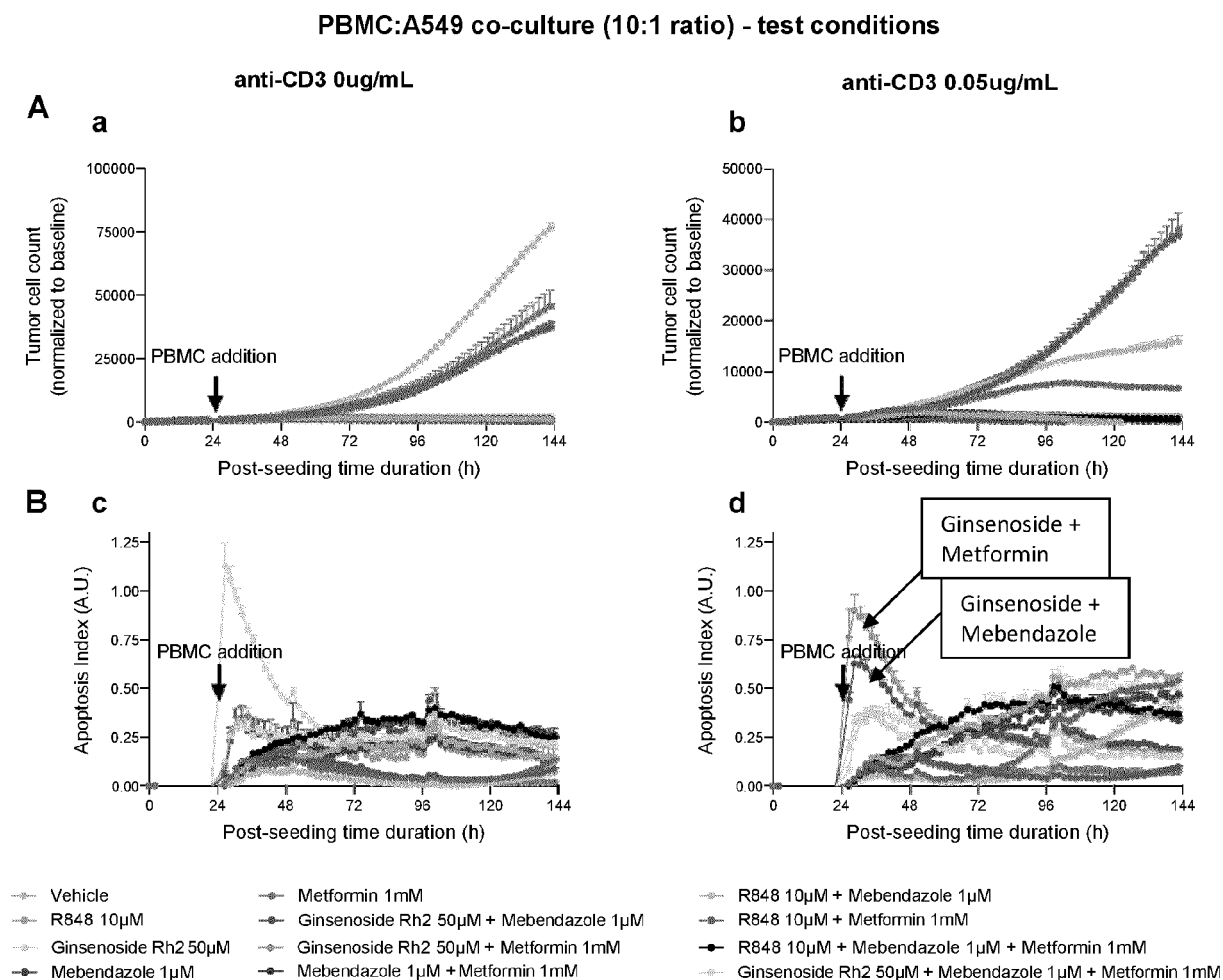 PBMC:A549 co-culture (10:1 ratio) - test conditions
anti-CD3 0ug/mL
anti-CD3 0.05ug/mL
A
a
b
Tumor cell count
(normalized to baseline)
100000
75000
50000
25000
0
PBMC addition
0 24 48 72 96 120 144
Post-seeding time duration (h)
Tumor cell count
(normalized to baseline)
50000
40000
30000
20000
10000
0
PBMC addition
0 24 48 72 96 120 144
Post-seeding time duration (h)
B
c
d
Apoptosis Index (A.U.)
1.25
1.00
0.75
0.50
0.25
0.00
PBMC addition
0 24 48 72 96 120 144
Post-seeding time duration (h)
Apoptosis Index (A.U.)
1.25
1.00
0.75
0.50
0.25
0.00
PBMC addition
Ginsenoside +
Metformin
Ginsenoside +
Mebendazole
0 24 48 72 96 120 144
Post-seeding time duration (h)
Vehicle
R848 10µM
Ginsenoside Rh2 50µM
Mebendazole 1µM
Metformin 1mM
Ginsenoside Rh2 50µM + Mebendazole 1µM
Ginsenoside Rh2 50µM + Metformin 1mM
Mebendazole 1µM + Metformin 1mM
R848 10µM + Mebendazole 1µM
R848 10µM + Metformin 1mM
R848 10µM + Mebendazole 1µM + Metformin 1mM
Ginsenoside Rh2 50µM + Mebendazole 1µM + Metformin 1mM